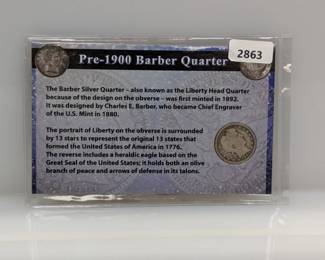 2863
Pre-1900 Barber Quarter
The Barber Silver Quarter – also known as the Liberty Head Quarter
because of the design on the obverse – was first minted in 1892.
It was designed by Charles E. Barber, who became Chief Engraver
of the U.S. Mint in 1880.
The portrait of Liberty on the obverse is surrounded
by 13 stars to represent the original 13 states that
formed the United States of America in 1776.
The reverse includes a heraldic eagle based on the
Great Seal of the United States; it holds both an olive
branch of peace and arrows of defense in its talons.